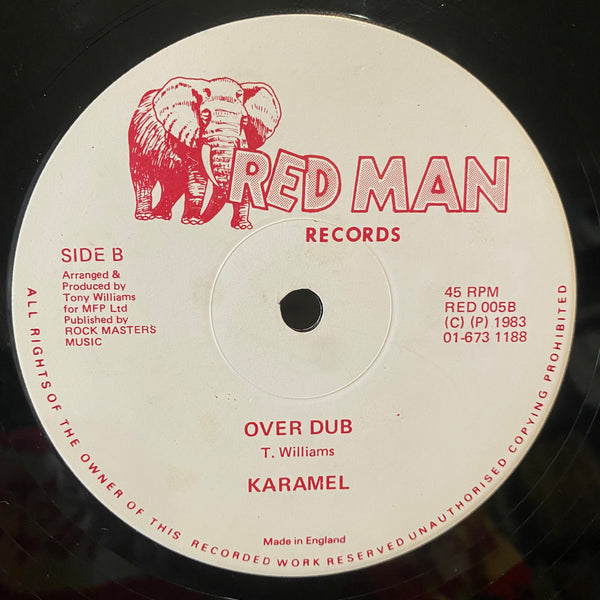 RED MAN
RECORDS
SIDE B
Arranged &
Produced by
Tony Williams
for MFP Ltd
Published by
ROCK MASTERS
MUSIC
45 RPM
RED 005B
(C) (P) 1983
01-673 1188
OVER DUB
T. Williams
KARAMEL
Made in England
ALL RIGHTS OF THE OWNER OF THIS RECORDED WORK RESERVED UNAUTHORISED COPYING PROHIBITED